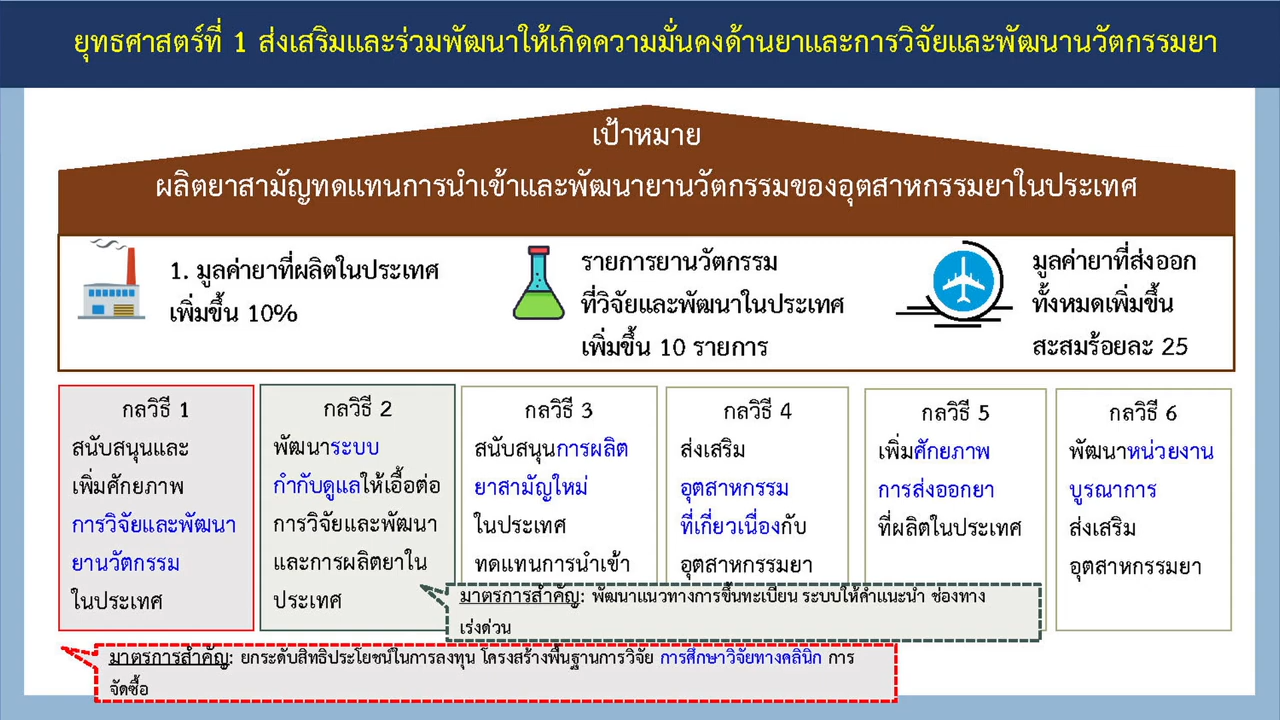 ยุทธศาสตร์ที่ 1 ส่งเสริมและร่วมพัฒนาให้เกิดความมั่นคงด้านยาและการวิจัยและพัฒนานวัตกรรมยา
เป้าหมาย
ผลิตยาสามัญทดแทนการนำเข้าและพัฒนายานวัตกรรมของอุตสาหกรรมยาในประเทศ
1. มูลค่ายาที่ผลิตในประเทศ
เพิ่มขึ้น 10%
รายการยานวัตกรรม
ที่วิจัยและพัฒนาในประเทศ
เพิ่มขึ้น 10 รายการ
มูลค่ายาที่ส่งออก
ทั้งหมดเพิ่มขึ้น
สะสมร้อยละ 25
กลวิธี 1
สนับสนุนและ
เพิ่มศักยภาพ
การวิจัยและพัฒนา
ยานวัตกรรม
ในประเทศ
กลวิธี 2
พัฒนาระบบ
กำกับดูแลให้เอื้อต่อ
การวิจัยและพัฒนา
และการผลิตยาใน
ประเทศ
กลวิธี 3
สนับสนุนการผลิต
ยาสามัญใหม่
ในประเทศ
ทดแทนการนำเข้า
กลวิธี 4
ส่งเสริม
อุตสาหกรรม
ที่เกี่ยวเนื่องกับ
อุตสาหกรรมยา
กลวิธี 5
เพิ่มศักยภาพ
การส่งออกยา
ที่ผลิตในประเทศ
กลวิธี 6
พัฒนาหน่วยงาน
บูรณาการ
ส่งเสริม
อุตสาหกรรมยา
มาตรการสำคัญ: พัฒนาแนวทางการขึ้นทะเบียน ระบบให้คำแนะนำ ช่องทาง
เร่งด่วน
มาตรการสำคัญ: ยกระดับสิทธิประโยชน์ในการลงทุน โครงสร้างพื้นฐานการวิจัย การศึกษาวิจัยทางคลินิก การ
จัดซื้อ